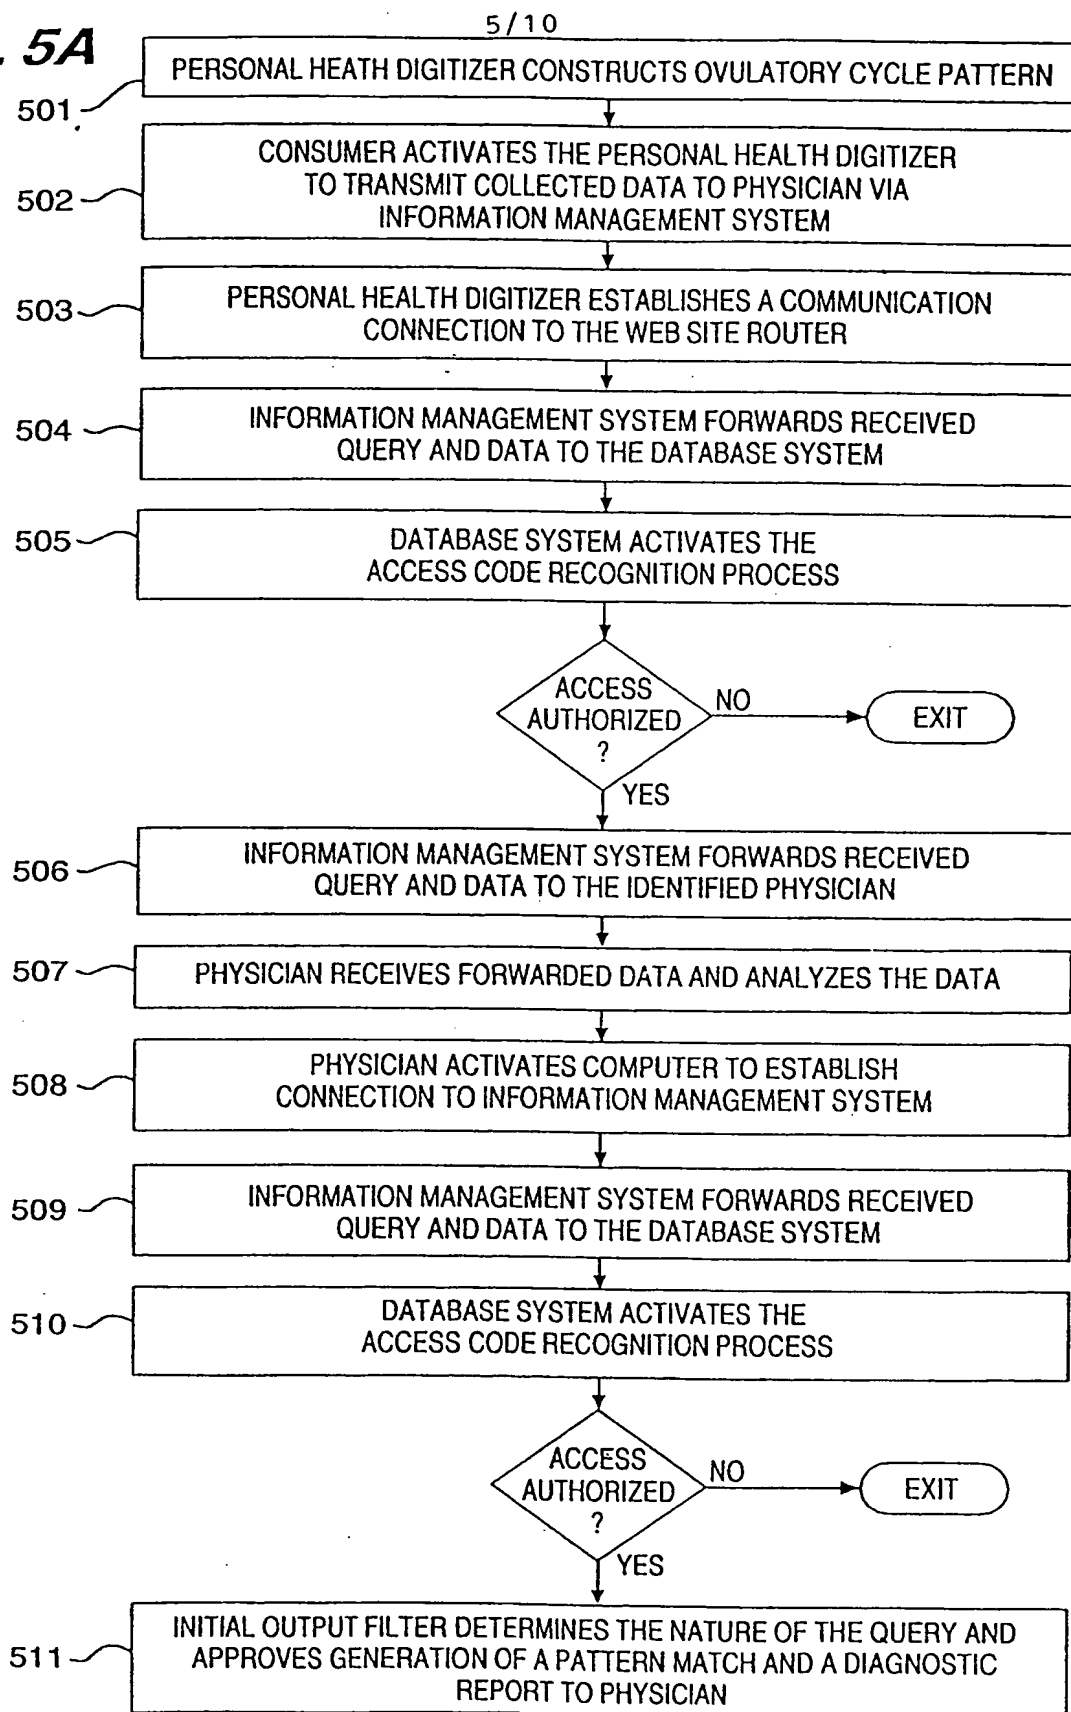 5/10
. 5A
501
PERSONAL HEATH DIGITIZER CONSTRUCTS OVULATORY CYCLE PATTERN
502
CONSUMER ACTIVATES THE PERSONAL HEALTH DIGITIZER
TO TRANSMIT COLLECTED DATA TO PHYSICIAN VIA
INFORMATION MANAGEMENT SYSTEM
503
PERSONAL HEALTH DIGITIZER ESTABLISHES A COMMUNICATION
CONNECTION TO THE WEB SITE ROUTER
504
INFORMATION MANAGEMENT SYSTEM FORWARDS RECEIVED
QUERY AND DATA TO THE DATABASE SYSTEM
505
DATABASE SYSTEM ACTIVATES THE
ACCESS CODE RECOGNITION PROCESS
ACCESS
AUTHORIZED
?
NO
EXIT
YES
506
INFORMATION MANAGEMENT SYSTEM FORWARDS RECEIVED
QUERY AND DATA TO THE IDENTIFIED PHYSICIAN
507
PHYSICIAN RECEIVES FORWARDED DATA AND ANALYZES THE DATA
508
PHYSICIAN ACTIVATES COMPUTER TO ESTABLISH
CONNECTION TO INFORMATION MANAGEMENT SYSTEM
509
INFORMATION MANAGEMENT SYSTEM FORWARDS RECEIVED
QUERY AND DATA TO THE DATABASE SYSTEM
510
DATABASE SYSTEM ACTIVATES THE
ACCESS CODE RECOGNITION PROCESS
ACCESS
AUTHORIZED
?
NO
EXIT
YES
511
INITIAL OUTPUT FILTER DETERMINES THE NATURE OF THE QUERY AND
APPROVES GENERATION OF A PATTERN MATCH AND A DIAGNOSTIC
REPORT TO PHYSICIAN